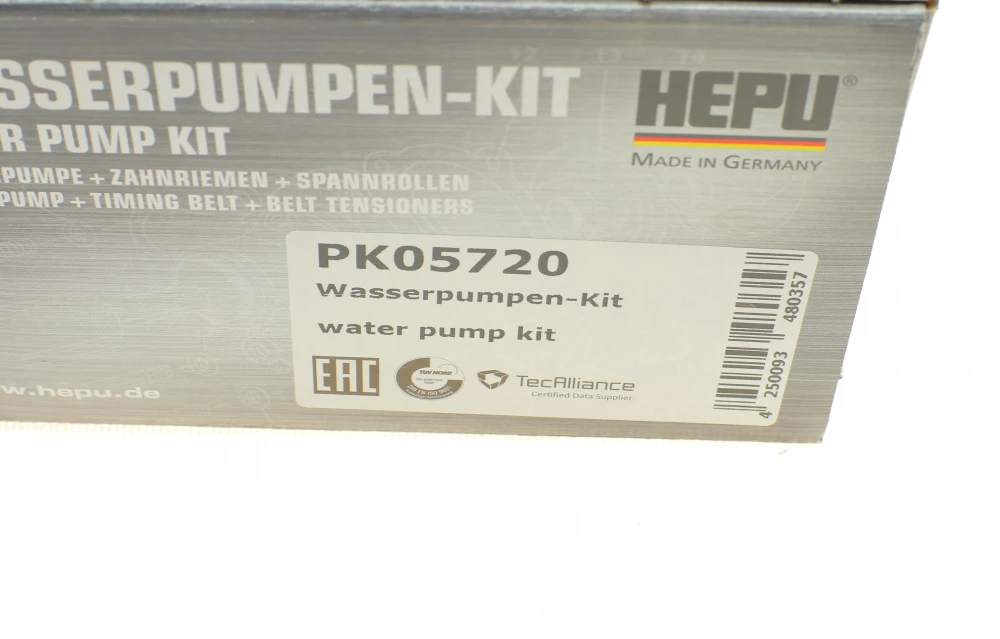 SSERPUMPEN-KIT
R PUMP KIT
PUMPE + ZAHNRIEMEN + SPANNROLLEN
PUMP + TIMING BELT + BELT TENSIONERS
HEPU®
MADE IN GERMANY
PK05720
Wasserpumpen-Kit
water pump kit
EAC
TÜV NORD
TecAlliance
Certified Data Supplier
4 250093 480357
w.hepu.de